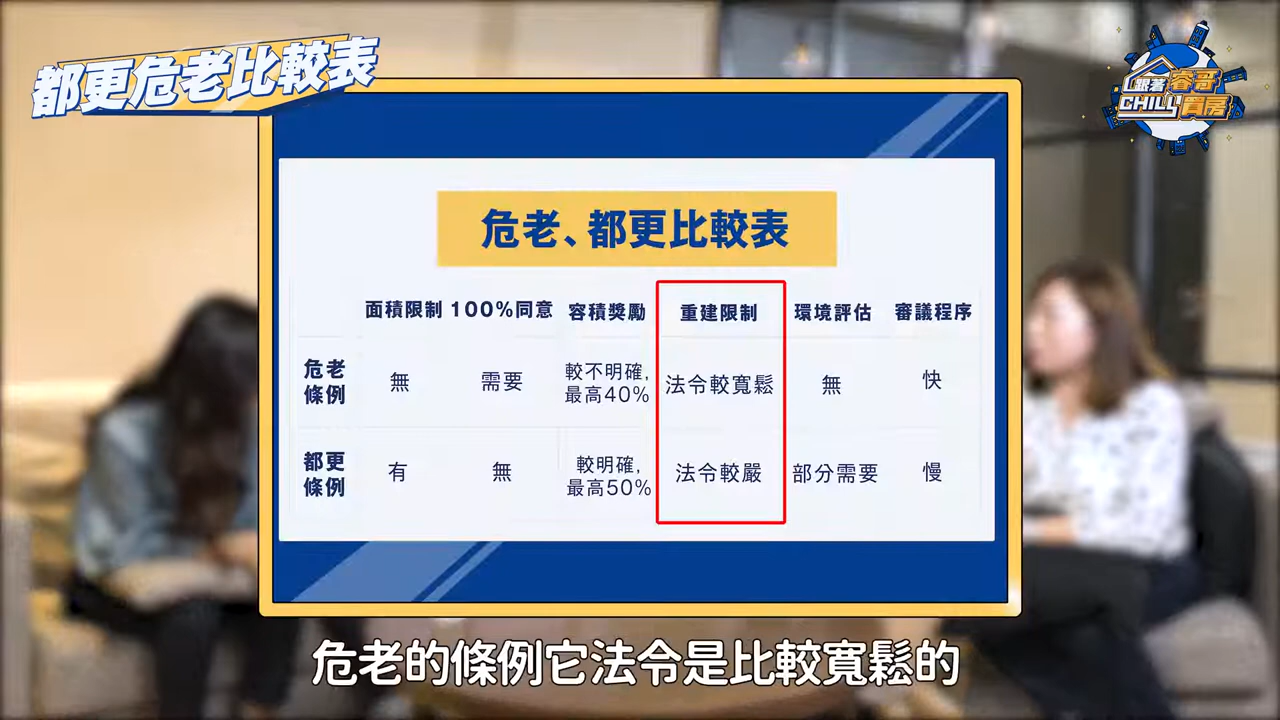 都更危老比較表
跟著睿哥
CHILL買房
危老、都更比較表
面積限制 100%同意 容積獎勵 重建限制 環境評估 審議程序
危老條例 無 需要 較不明確,最高40% 法令較寬鬆 無 快
都更條例 有 無 較明確,最高50% 法令較嚴 部分需要 慢
危老的條例它法令是比較寬鬆的